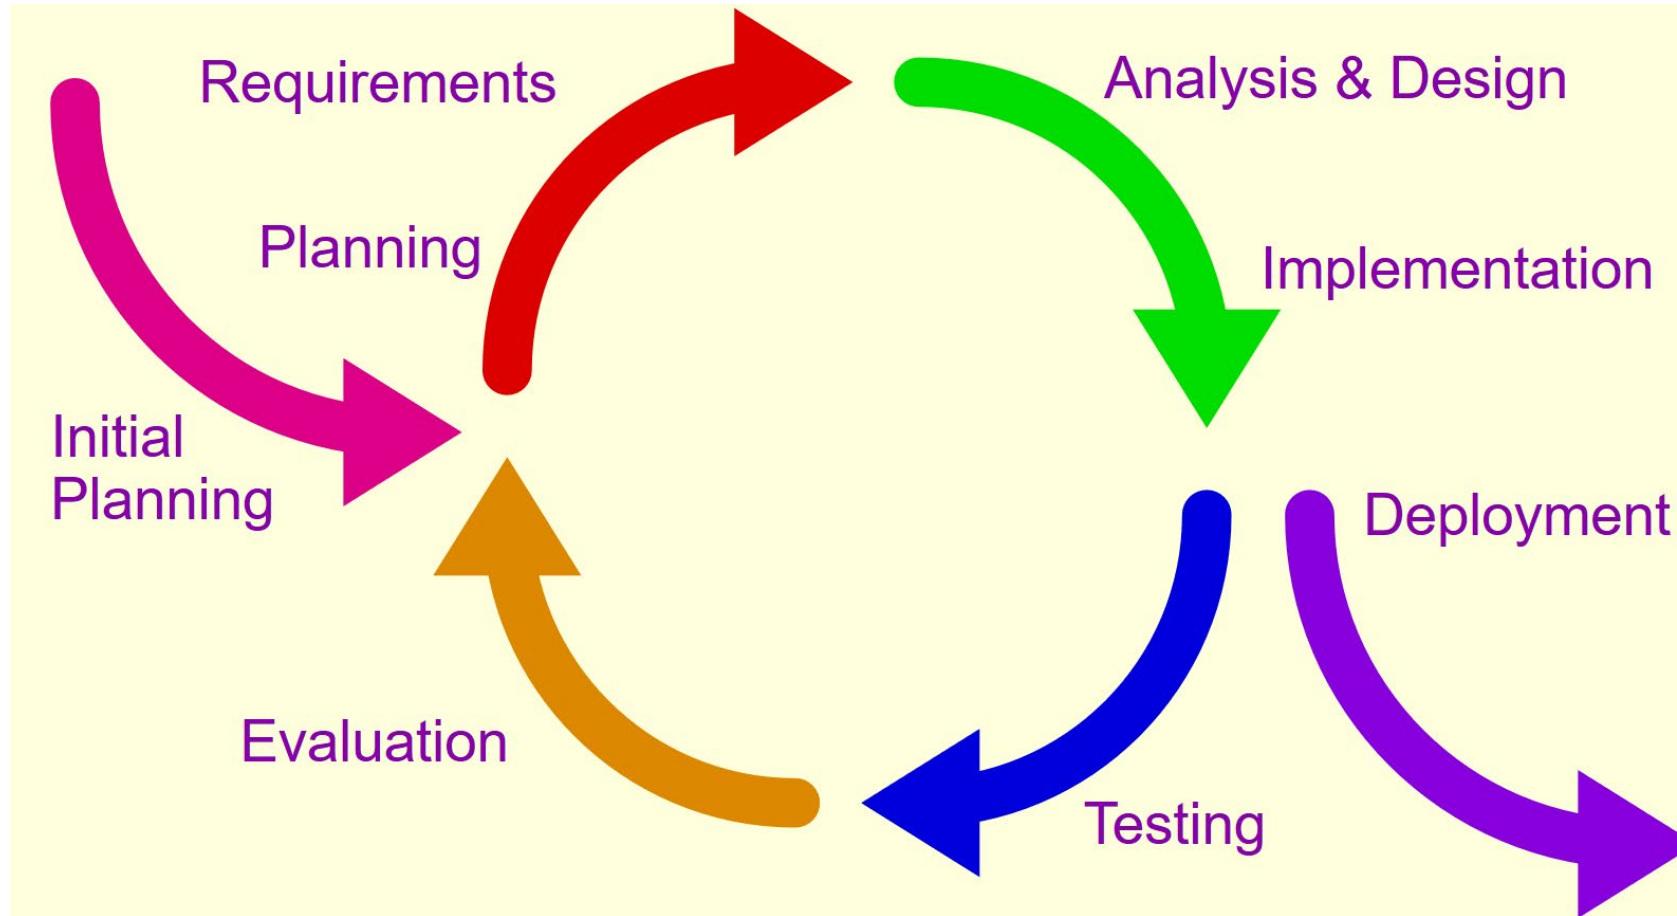 Requirements
Analysis & Design
Planning
Implementation
Initial
Planning
Deployment
Evaluation
Testing